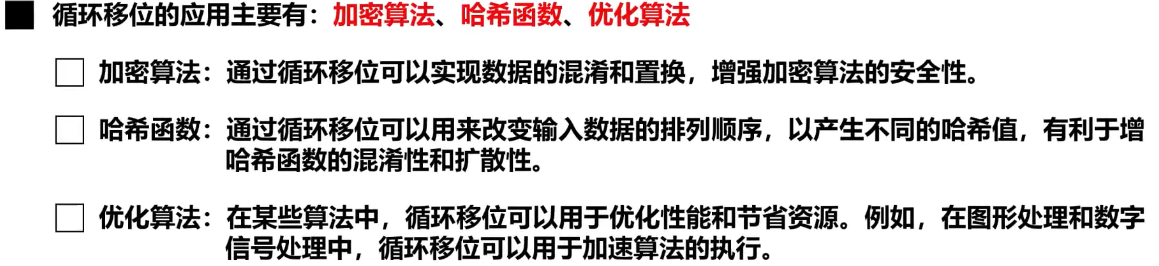 循环移位的应用主要有：加密算法、哈希函数、优化算法
加密算法：通过循环移位可以实现数据的混淆和置换，增强加密算法的安全性。
哈希函数：通过循环移位可以用来改变输入数据的排列顺序，以产生不同的哈希值，有利于增
哈希函数的混淆性和扩散性。
优化算法：在某些算法中，循环移位可以用于优化性能和节省资源。例如，在图形处理和数字
信号处理中，循环移位可以用于加速算法的执行。